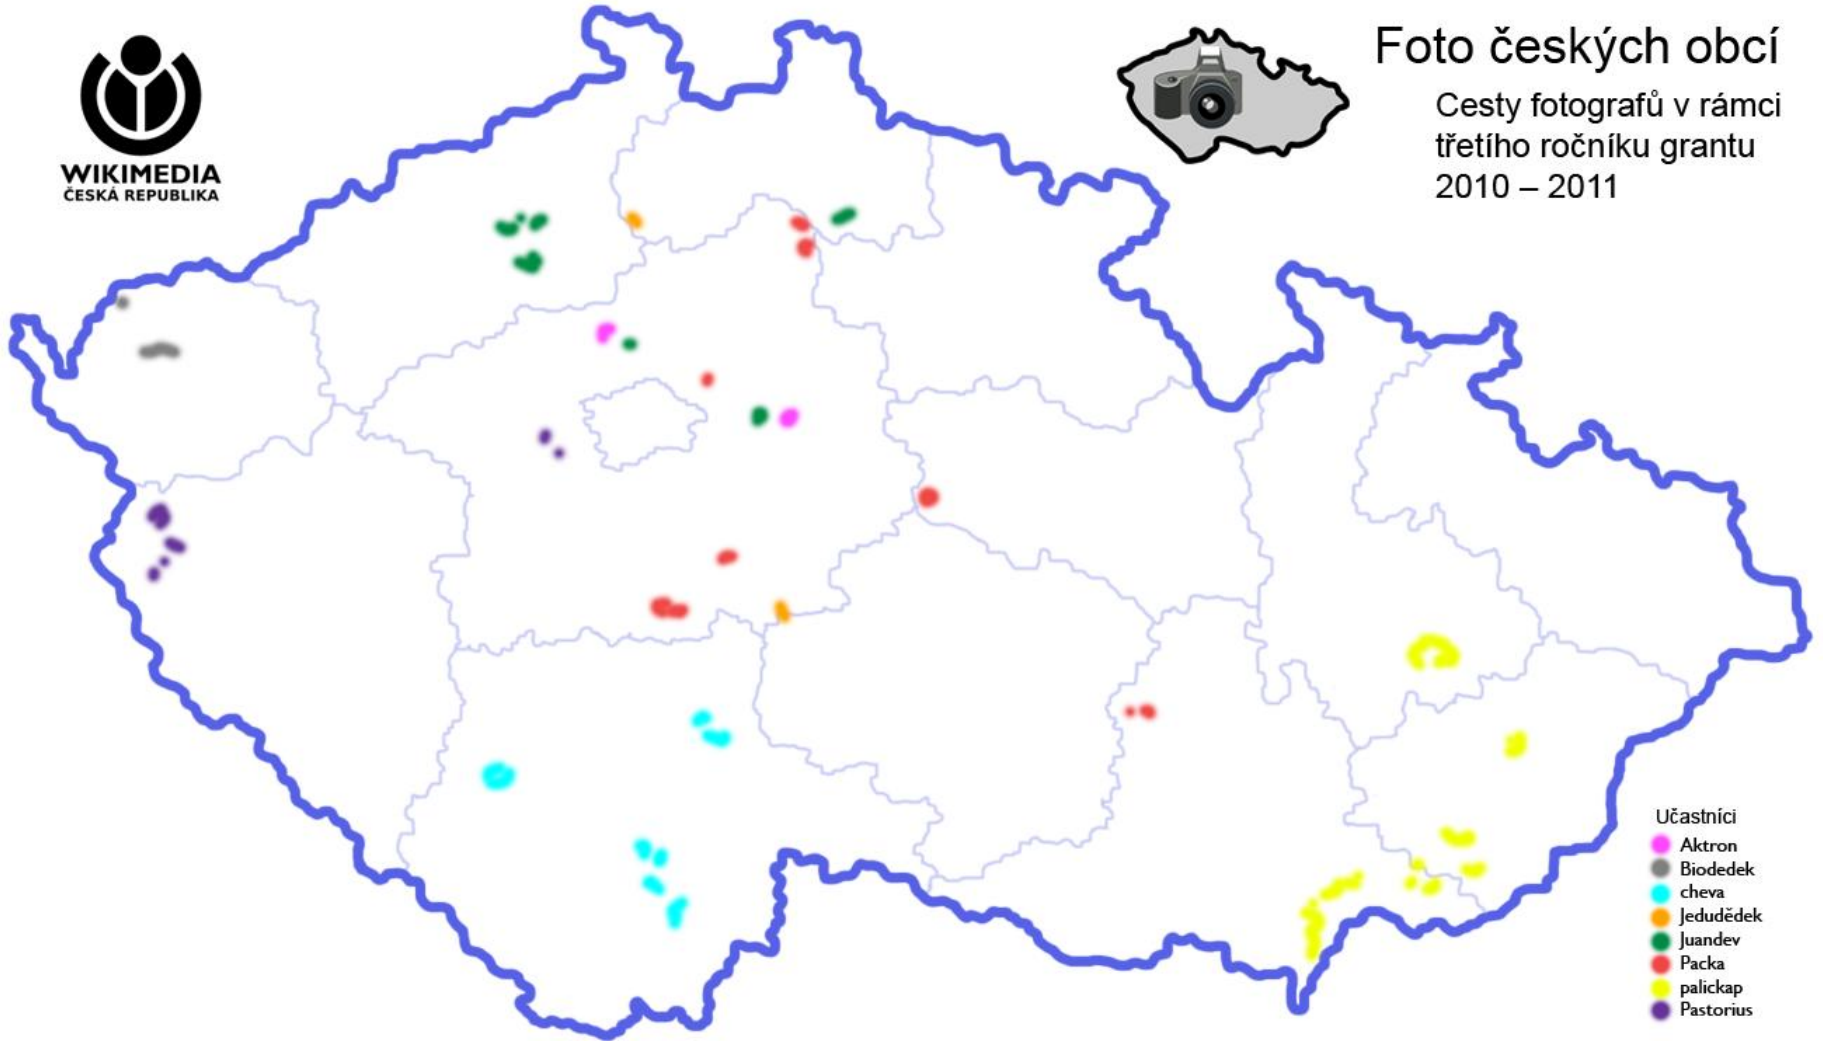 WIKIMEDIA
ČESKÁ REPUBLIKA
Foto českých obcí
Cesty fotografů v rámci
třetího ročníku grantu
2010 – 2011
Učastníci
Aktron
Biodedek
cheva
Jedudědek
Juandev
Packa
palickap
Pastorius